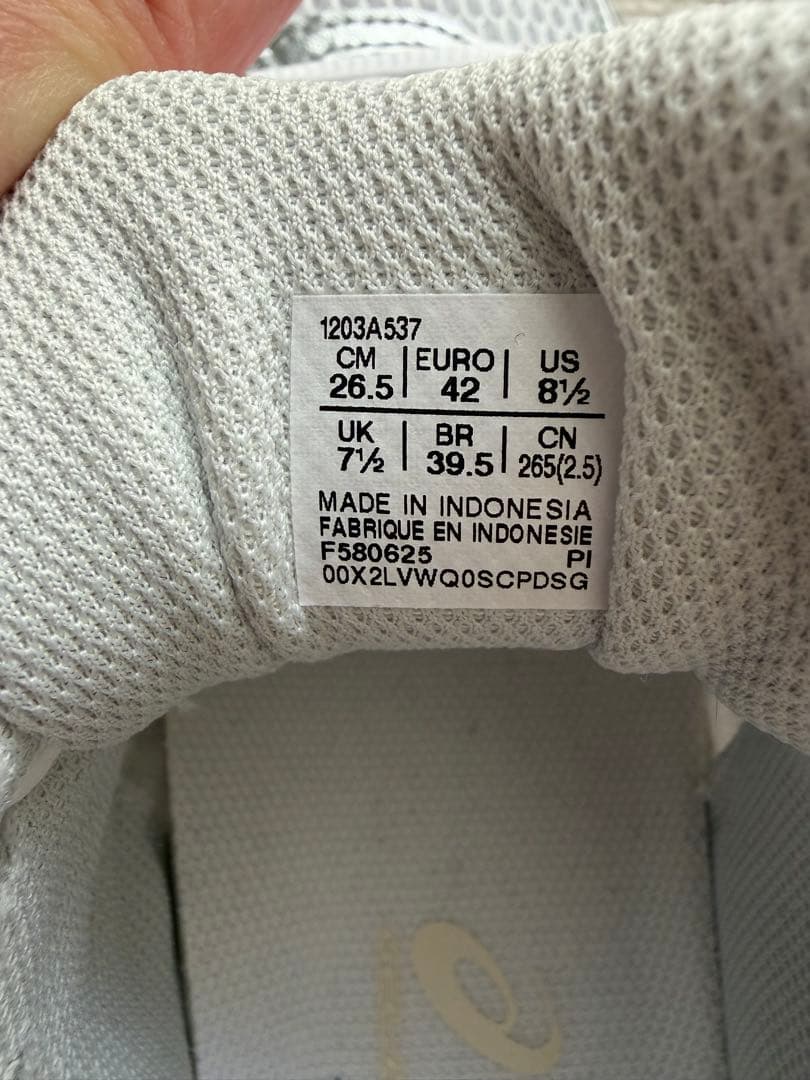 1203A537
CM | EURO | US
26.5 | 42 | 8½
UK | BR | CN
7½ | 39.5 | 265(2.5)
MADE IN INDONESIA
FABRIQUE EN INDONESIE
F580625 PI
00X2LVWQ0SCPDSG